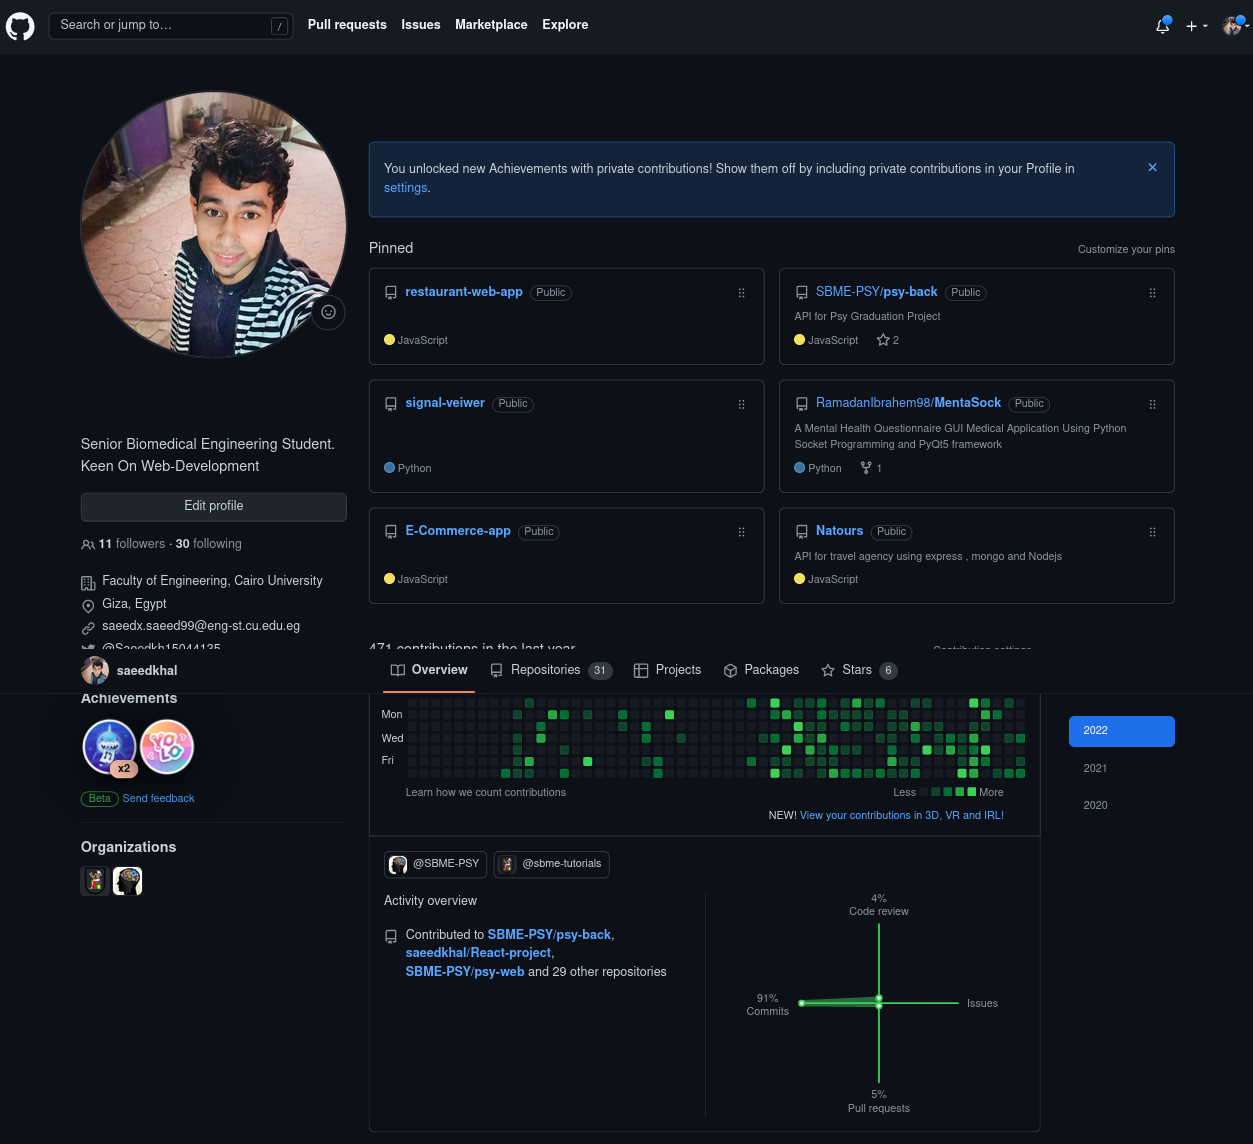 Search or jump to…
/
Pull requests
Issues
Marketplace
Explore
You unlocked new Achievements with private contributions! Show them off by including private contributions in your Profile in
settings.
Pinned
Customize your pins
restaurant-web-app Public
JavaScript
SBME-PSY/psy-back Public
API for Psy Graduation Project
JavaScript 2
signal-veiwer Public
Python
RamadanIbrahem98/MentaSock Public
A Mental Health Questionnaire GUI Medical Application Using Python
Socket Programming and PyQt5 framework
Python 1
E-Commerce-app Public
JavaScript
Natours Public
API for travel agency using express , mongo and Nodejs
JavaScript
Senior Biomedical Engineering Student.
Keen On Web-Development
Edit profile
11 followers · 30 following
Faculty of Engineering, Cairo University
Giza, Egypt
saeedx.saeed99@eng-st.cu.edu.eg
@Saeedkh15044135
saeedkhal
Achievements
YOLO
x2
Beta Send feedback
Organizations
471 contributions in the last year
Contribution settings
Overview
Repositories 31
Projects
Packages
Stars 6
Mon
Wed
Fri
Learn how we count contributions
Less
More
NEW! View your contributions in 3D, VR and IRL!
2022
2021
2020
@SBME-PSY
@sbme-tutorials
Activity overview
Contributed to SBME-PSY/psy-back,
saeedkhal/React-project,
SBME-PSY/psy-web and 29 other repositories
4%
Code review
91%
Commits
Issues
5%
Pull requests